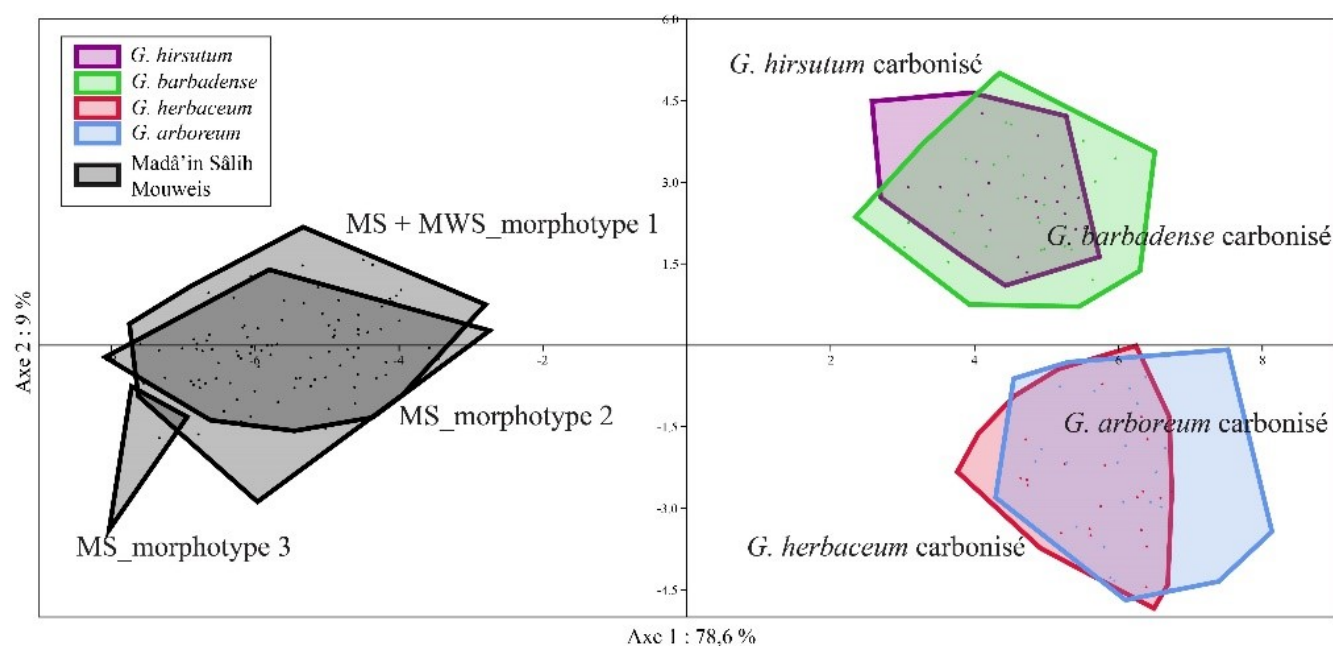 G. hirsutum
G. barbadense
G. herbaceum
G. arboreum
Madâ'in Sâlih
Mouweis
MS + MWS_morphotype 1
MS_morphotype 2
MS_morphotype 3
G. hirsutum carbonisé
G. barbadense carbonisé
G. arboreum carbonisé
G. herbaceum carbonisé
6.0
4.5
3.0
1.5
-1.5
-3.0
-4.5
-6
-4
-2
2
4
6
8
Axe 2 : 9 %
Axe 1 : 78,6 %